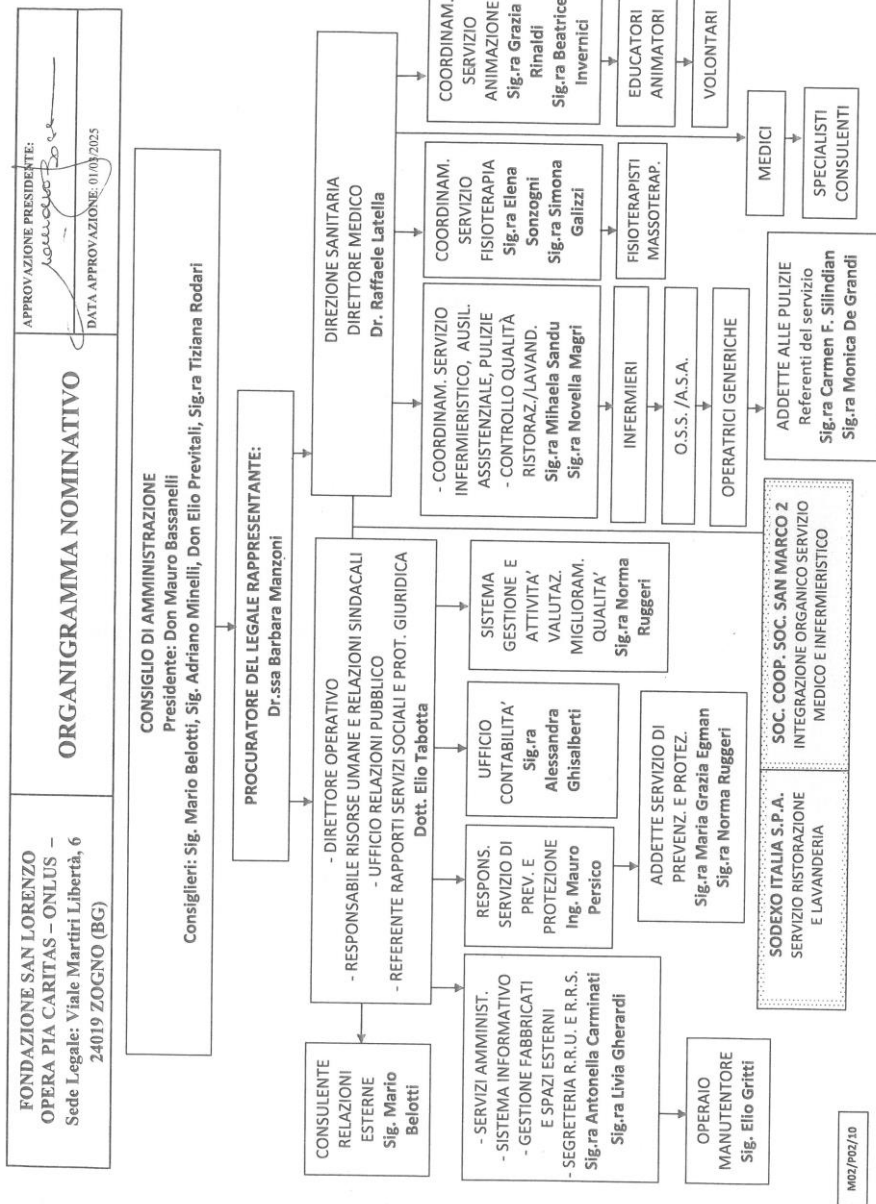 FONDAZIONE SAN LORENZO
OPERA PIA CARITAS – ONLUS –
Sede Legale: Viale Martiri Libertà, 6
24019 ZOGNO (BG)
ORGANIGRAMMA NOMINATIVO
APPROVAZIONE PRESIDENTE:
DATA APPROVAZIONE: 01/03/2025
CONSIGLIO DI AMMINISTRAZIONE
Presidente: Don Mauro Bassanelli
Consiglieri: Sig. Mario Belotti, Sig. Adriano Minelli, Don Elio Previtali, Sig.ra Tiziana Rodari
PROCURATORE DEL LEGALE RAPPRESENTANTE:
Dr.ssa Barbara Manzoni
- DIRETTORE OPERATIVO
- RESPONSABILE RISORSE UMANE E RELAZIONI SINDACALI
- UFFICIO RELAZIONI PUBBLICO
- REFERENTE RAPPORTI SERVIZI SOCIALI E PROT. GIURIDICA
Dott. Elio Tabotta
DIREZIONE SANITARIA
DIRETTORE MEDICO
Dr. Raffaele Latella
CONSULENTE
RELAZIONI
ESTERNE
Sig. Mario
Belotti
- SERVIZI AMMINIST.
- SISTEMA INFORMATIVO
- GESTIONE FABBRICATI
E SPAZI ESTERNI
- SEGRETERIA R.R.U. E R.R.S.
Sig.ra Antonella Carminati
Sig.ra Livia Gherardi
OPERAIO
MANUTENTORE
Sig. Elio Gritti
RESPONS.
SERVIZIO DI
PREV. E
PROTEZIONE
Ing. Mauro
Persico
ADDETTE SERVIZIO DI
PREVENZ. E PROTEZ.
Sig.ra Maria Grazia Egman
Sig.ra Norma Ruggeri
UFFICIO
CONTABILITA'
Sig.ra
Alessandra
Ghisalberti
SISTEMA
GESTIONE E
ATTIVITA'
VALUTAZ.
MIGLIORAM.
QUALITA'
Sig.ra Norma
Ruggeri
- COORDINAM. SERVIZIO
INFERMIERISTICO, AUSIL.
ASSISTENZIALE, PULIZIE
- CONTROLLO QUALITÀ
RISTORAZ./LAVAND.
Sig.ra Mihaela Sandu
Sig.ra Novella Magri
INFERMIERI
O.S.S. /A.S.A.
OPERATRICI GENERICHE
ADDETTE ALLE PULIZIE
Referenti del servizio
Sig.ra Carmen F. Silindian
Sig.ra Monica De Grandi
COORDINAM.
SERVIZIO
FISIOTERAPIA
Sig.ra Elena
Sonzogni
Sig.ra Simona
Galizzi
FISIOTERAPISTI
MASSOTERAP.
COORDINAM.
SERVIZIO
ANIMAZIONE
Sig.ra Grazia
Rinaldi
Sig.ra Beatrice
Invernici
EDUCATORI
ANIMATORI
VOLONTARI
MEDICI
SPECIALISTI
CONSULENTI
SODEXO ITALIA S.P.A.
SERVIZIO RISTORAZIONE
E LAVANDERIA
SOC. COOP. SOC. SAN MARCO 2
INTEGRAZIONE ORGANICO SERVIZIO
MEDICO E INFERMIERISTICO
M02/P02/10